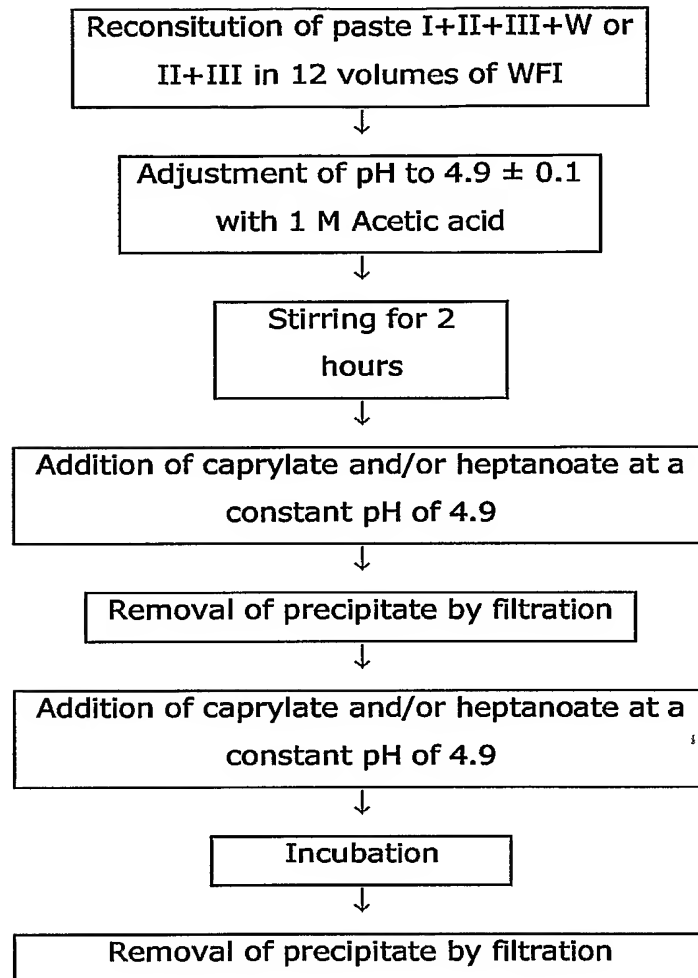 Reconsitution of paste I+II+III+W or
II+III in 12 volumes of WFI
↓
Adjustment of pH to 4.9 ± 0.1
with 1 M Acetic acid
↓
Stirring for 2
hours
↓
Addition of caprylate and/or heptanoate at a
constant pH of 4.9
↓
Removal of precipitate by filtration
↓
Addition of caprylate and/or heptanoate at a
constant pH of 4.9
↓
Incubation
↓
Removal of precipitate by filtration